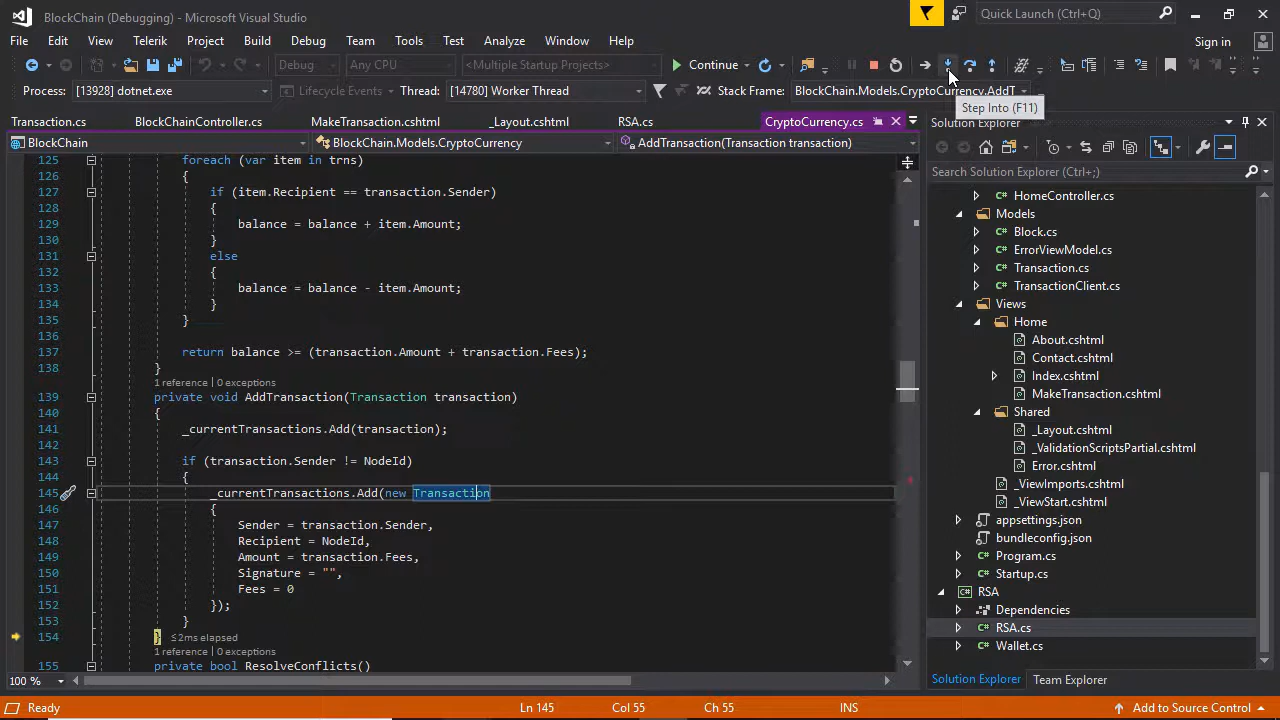 BlockChain (Debugging) - Microsoft Visual Studio
Quick Launch (Ctrl+Q)
File Edit View Telerik Project Build Debug Team Tools Test Analyze Window Help
Sign in
Debug Any CPU <Multiple Startup Projects> Continue
Process: [13928] dotnet.exe Lifecycle Events Thread: [14780] Worker Thread Stack Frame: BlockChain.Models.CryptoCurrency.AddT
Step Into (F11)
Transaction.cs BlockChainController.cs MakeTransaction.cshtml _Layout.cshtml RSA.cs CryptoCurrency.cs
BlockChain BlockChain.Models.CryptoCurrency AddTransaction(Transaction transaction)
125 foreach (var item in trns)
126 {
127 if (item.Recipient == transaction.Sender)
128 {
129 balance = balance + item.Amount;
130 }
131 else
132 {
133 balance = balance - item.Amount;
134 }
135 }
136
137 return balance >= (transaction.Amount + transaction.Fees);
138 }
1 reference | 0 exceptions
139 private void AddTransaction(Transaction transaction)
140 {
141 _currentTransactions.Add(transaction);
142
143 if (transaction.Sender != NodeId)
144 {
145 _currentTransactions.Add(new Transaction
146 {
147 Sender = transaction.Sender,
148 Recipient = NodeId,
149 Amount = transaction.Fees,
150 Signature = "",
151 Fees = 0
152 });
153 }
154 } ≤2ms elapsed
1 reference | 0 exceptions
155 private bool ResolveConflicts()
100 %
Solution Explorer
Search Solution Explorer (Ctrl+;)
HomeController.cs
Models
Block.cs
ErrorViewModel.cs
Transaction.cs
TransactionClient.cs
Views
Home
About.cshtml
Contact.cshtml
Index.cshtml
MakeTransaction.cshtml
Shared
_Layout.cshtml
_ValidationScriptsPartial.cshtml
Error.cshtml
_ViewImports.cshtml
_ViewStart.cshtml
appsettings.json
bundleconfig.json
Program.cs
Startup.cs
RSA
Dependencies
RSA.cs
Wallet.cs
Solution Explorer Team Explorer
Ready Ln 145 Col 55 Ch 55 INS Add to Source Control